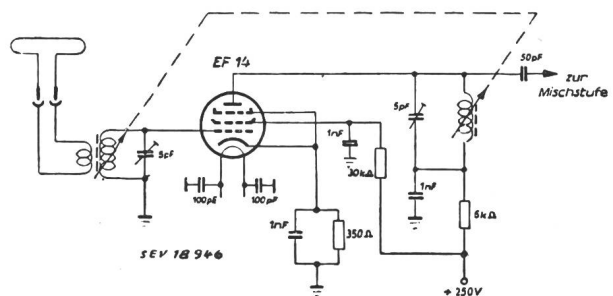 EF 14
50pF
zur
Mischstufe
5pF
1nF
5pF
30kΩ
1nF
100pF
100pF
1nF
350Ω
5kΩ
SEV 18 946
+250V